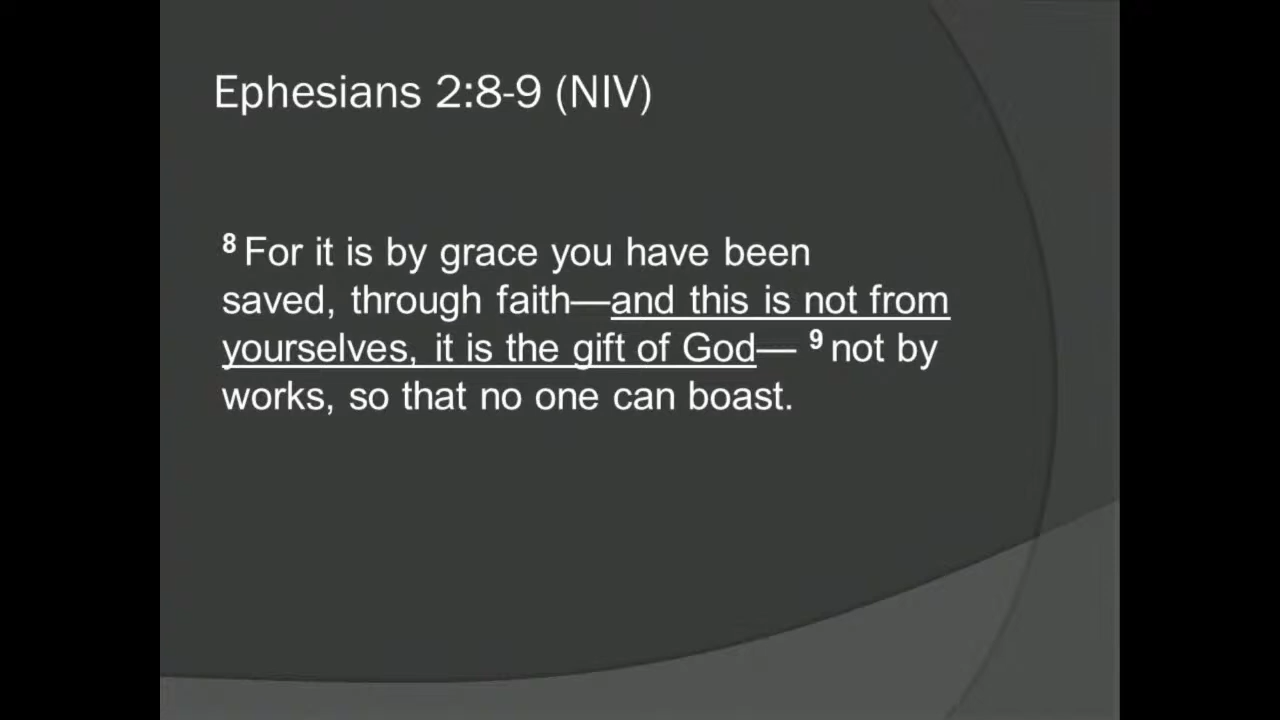 Ephesians 2:8-9 (NIV)
8 For it is by grace you have been
saved, through faith—and this is not from
yourselves, it is the gift of God— 9 not by
works, so that no one can boast.